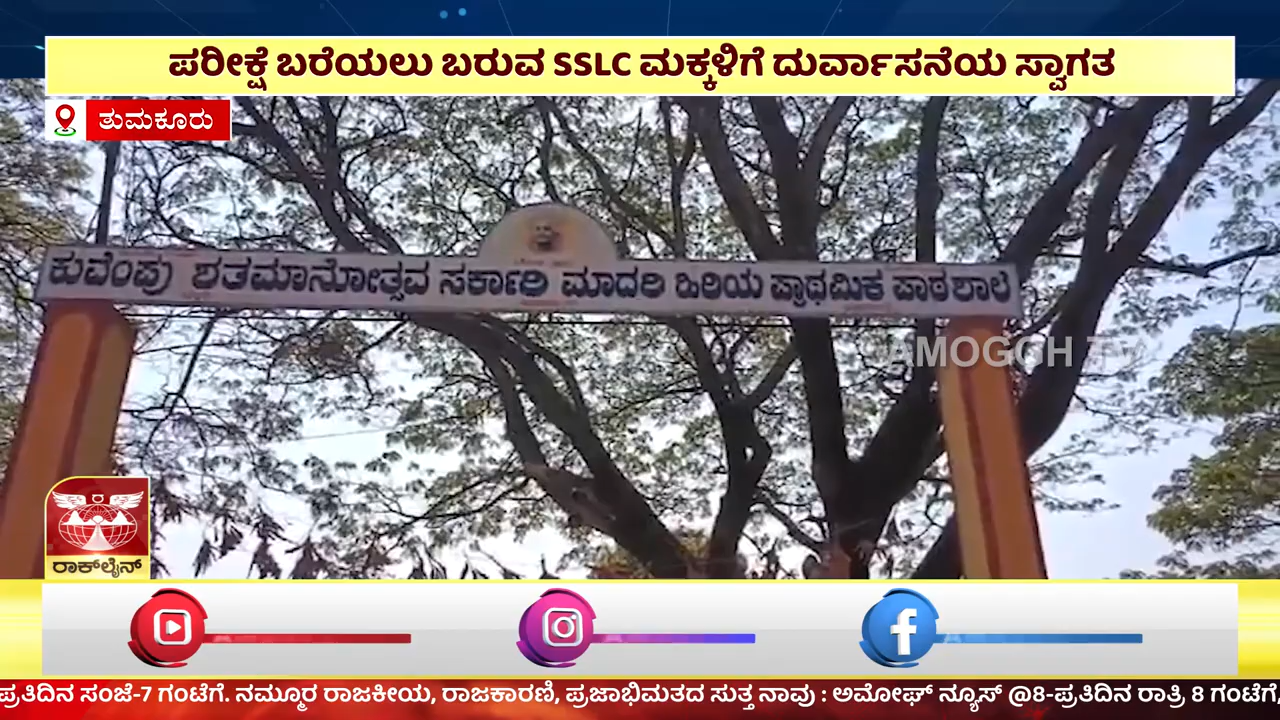 ಪರೀಕ್ಷೆ ಬರೆಯಲು ಬರುವ SSLC ಮಕ್ಕಳಿಗೆ ದುರ್ವಾಸನೆಯ ಸ್ವಾಗತ
ತುಮಕೂರು
ಕುವೆಂಪು ಶತಮಾನೋತ್ಸವ ಸರ್ಕಾರಿ ಮಾದರಿ ಹಿರಿಯ ಪ್ರಾಥಮಿಕ ಪಾಠಶಾಲೆ
AMOGGH TV
ರ
ರಾಕ್‌ಲೈನ್
ಪ್ರತಿದಿನ ಸಂಜೆ-7 ಗಂಟೆಗೆ. ನಮ್ಮೂರ ರಾಜಕೀಯ, ರಾಜಕಾರಣಿ, ಪ್ರಜಾಭಿಮತದ ಸುತ್ತ ನಾವು : ಅಮೋಘ್ ನ್ಯೂಸ್ @8-ಪ್ರತಿದಿನ ರಾತ್ರಿ 8 ಗಂಟೆಗೆ,